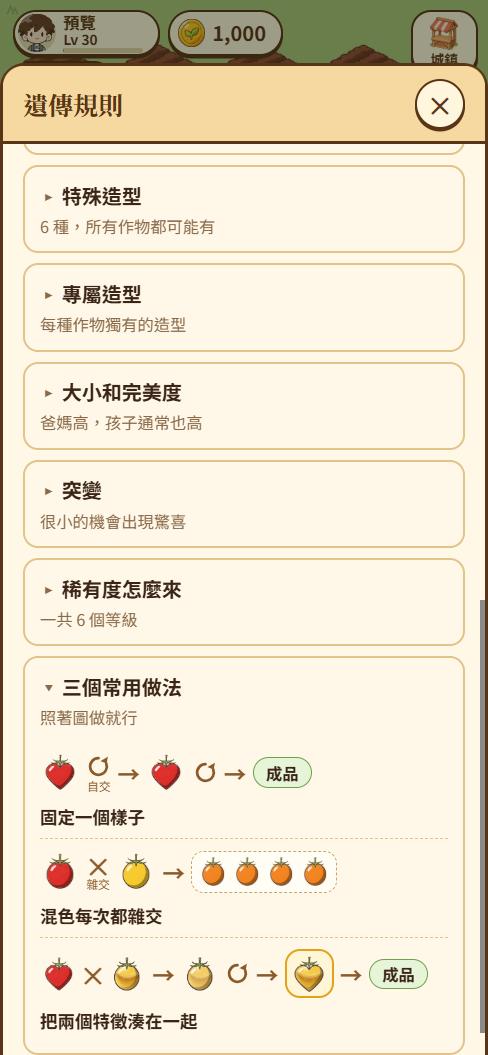 預覽
Lv 30
1,000
城鎮
遺傳規則
特殊造型
6 種，所有作物都可能有
專屬造型
每種作物獨有的造型
大小和完美度
爸媽高，孩子通常也高
突變
很小的機會出現驚喜
稀有度怎麼來
一共 6 個等級
三個常用做法
照著圖做就行
自交
成品
固定一個樣子
雜交
混色每次都雜交
成品
把兩個特徵湊在一起